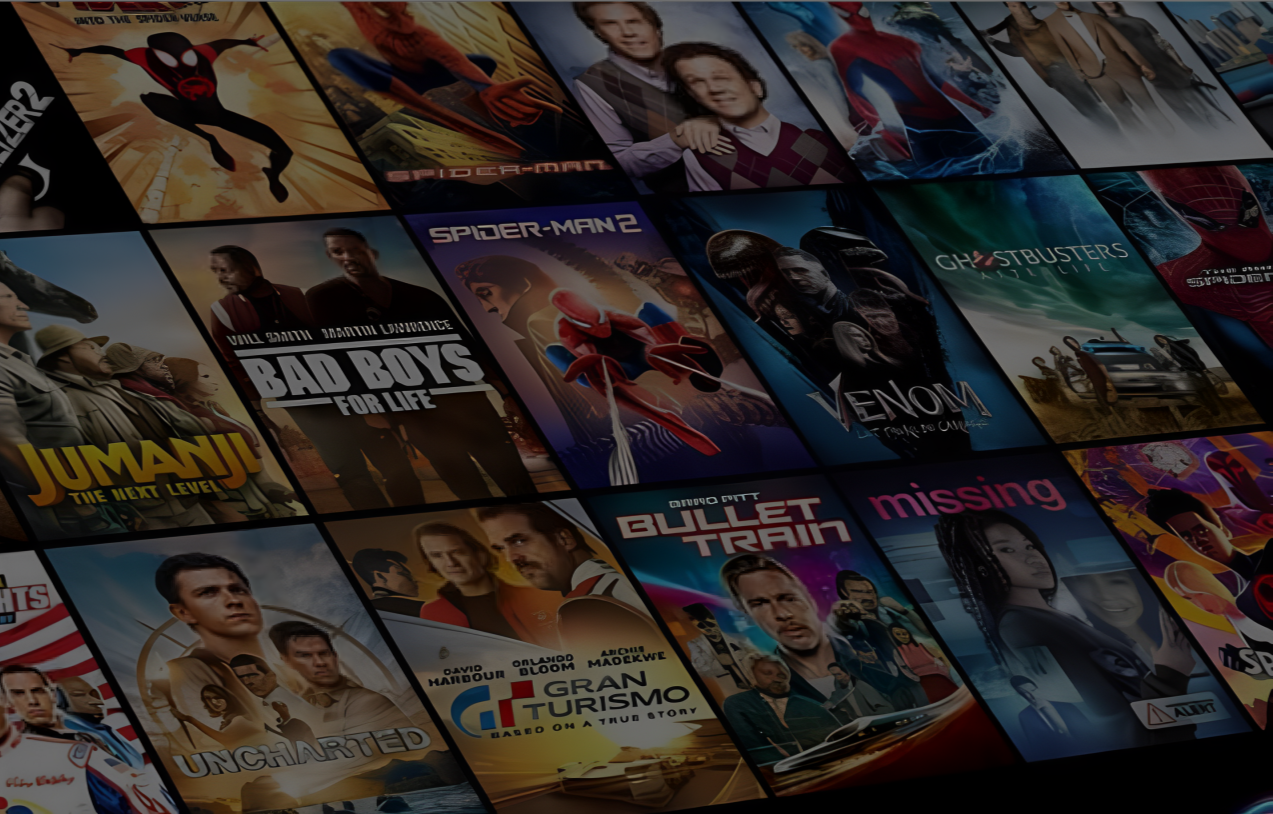 INTO THE SPIDER-VERSE
SPIDER-MAN
SPIDER-MAN 2
GHOSTBUSTERS
AFTERLIFE
WILL SMITH MARTIN LAWRENCE
BAD BOYS
FOR LIFE
VENOM
JUMANJI
THE NEXT LEVEL
BULLET
TRAIN
missing
DAVID
HARBOUR
ORLANDO
BLOOM
ARCHIE
MADEKWE
GRAN
TURISMO
BASED ON A TRUE STORY
ALERT
UNCHARTED